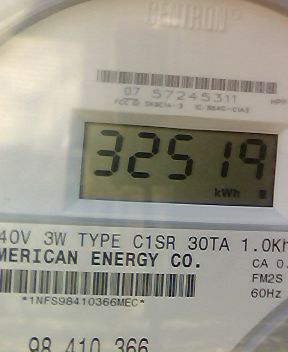 CENTRON®
07 57245311
32519
kWh
40V 3W TYPE C1SR 30TA 1.0Kh
MERICAN ENERGY CO.
CA 0.
FM2S
60Hz
*1NFS98410366MEC*
98 410 366